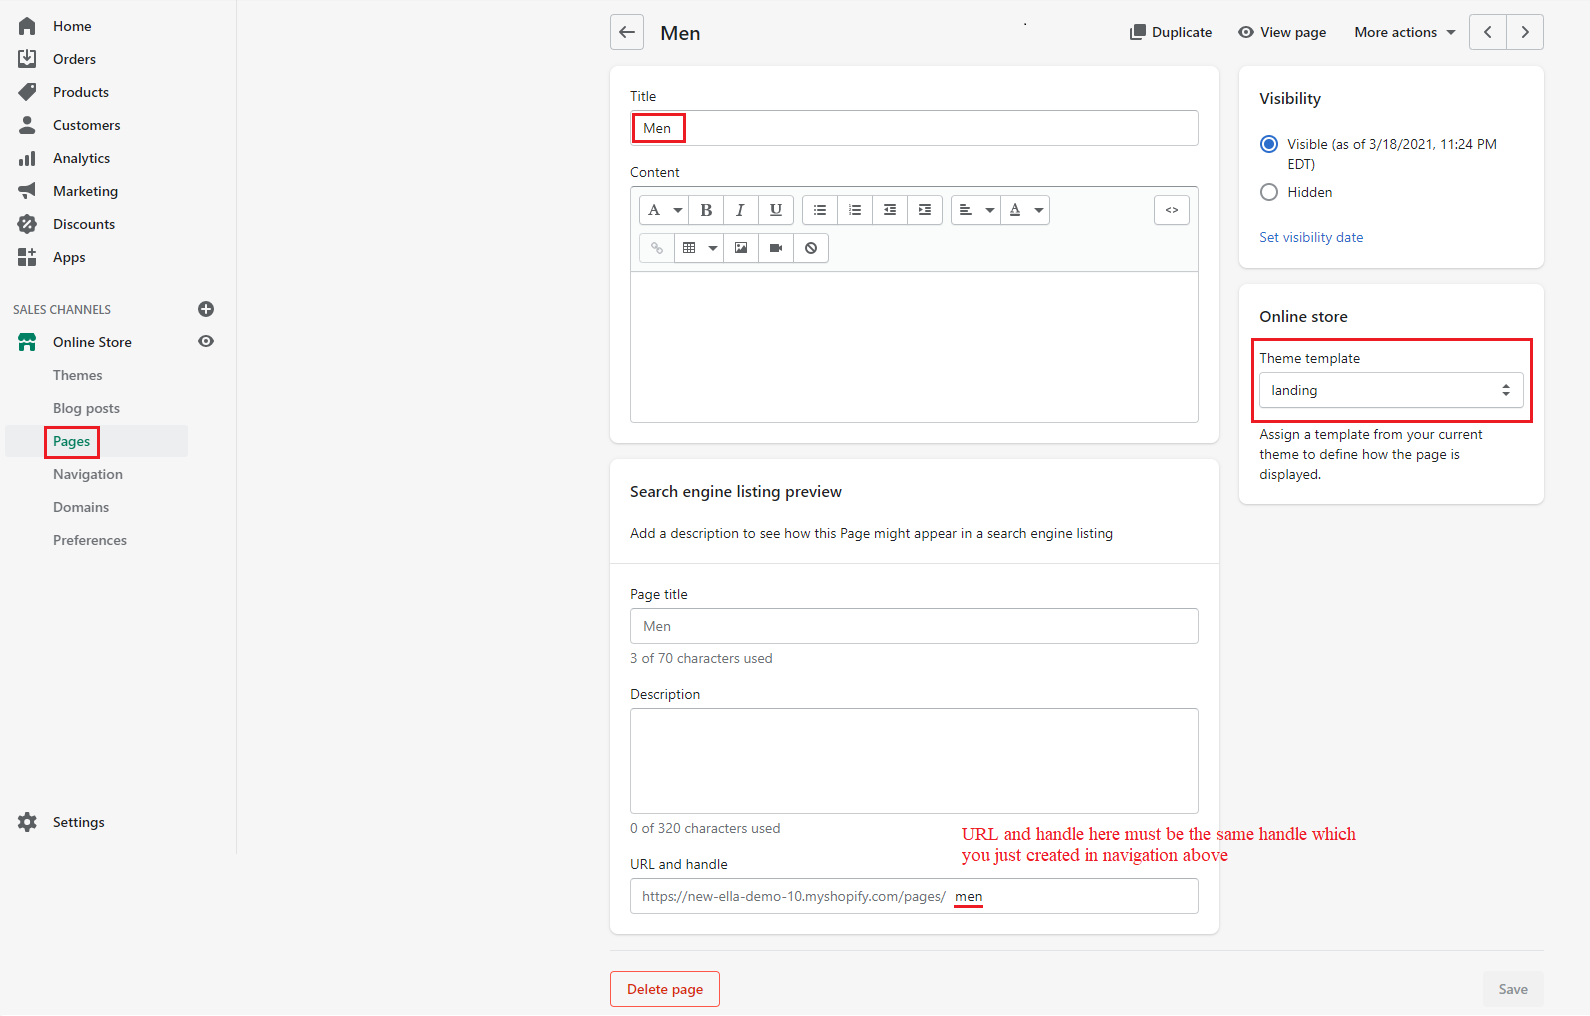 Home
Orders
Products
Customers
Analytics
Marketing
Discounts
Apps
SALES CHANNELS
Online Store
Themes
Blog posts
Pages
Navigation
Domains
Preferences
Settings
Men
Duplicate
View page
More actions
Title
Men
Content
A
B
I
U
A
<>
Search engine listing preview
Add a description to see how this Page might appear in a search engine listing
Page title
Men
3 of 70 characters used
Description
0 of 320 characters used
URL and handle here must be the same handle which
you just created in navigation above
URL and handle
https://new-ella-demo-10.myshopify.com/pages/ men
Delete page
Save
Visibility
Visible (as of 3/18/2021, 11:24 PM
EDT)
Hidden
Set visibility date
Online store
Theme template
landing
Assign a template from your current
theme to define how the page is
displayed.